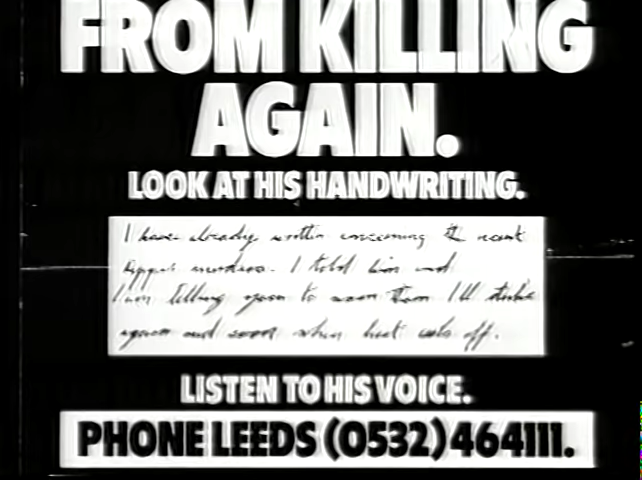 FROM KILLING
AGAIN.
LOOK AT HIS HANDWRITING.
I have already written concerning the recent
Ripper murders. I told him and
I am telling you to warn them I'll strike
again and soon when heat cools off.
LISTEN TO HIS VOICE.
PHONE LEEDS (0532) 464111.